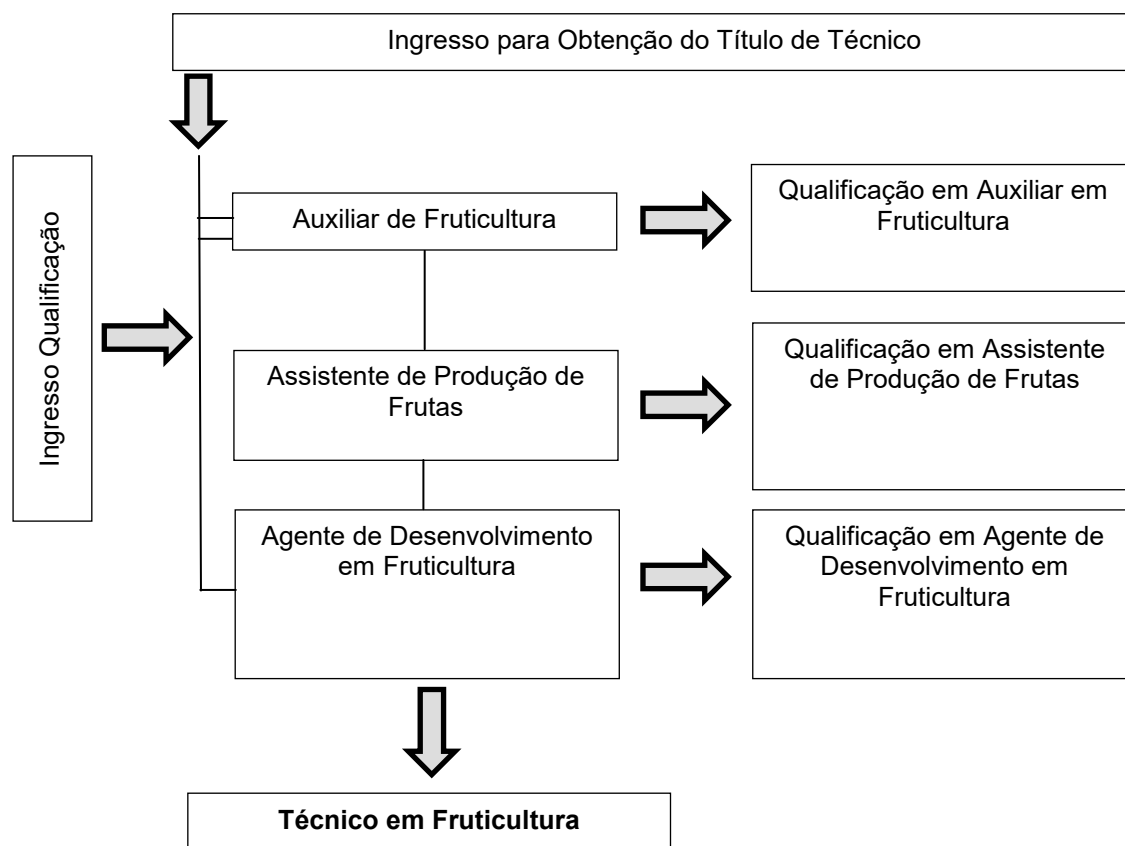 Ingresso para Obtenção do Título de Técnico
Ingresso Qualificação
Auxiliar de Fruticultura
Qualificação em Auxiliar em
Fruticultura
Assistente de Produção de
Frutas
Qualificação em Assistente
de Produção de Frutas
Agente de Desenvolvimento
em Fruticultura
Qualificação em Agente de
Desenvolvimento em
Fruticultura
Técnico em Fruticultura